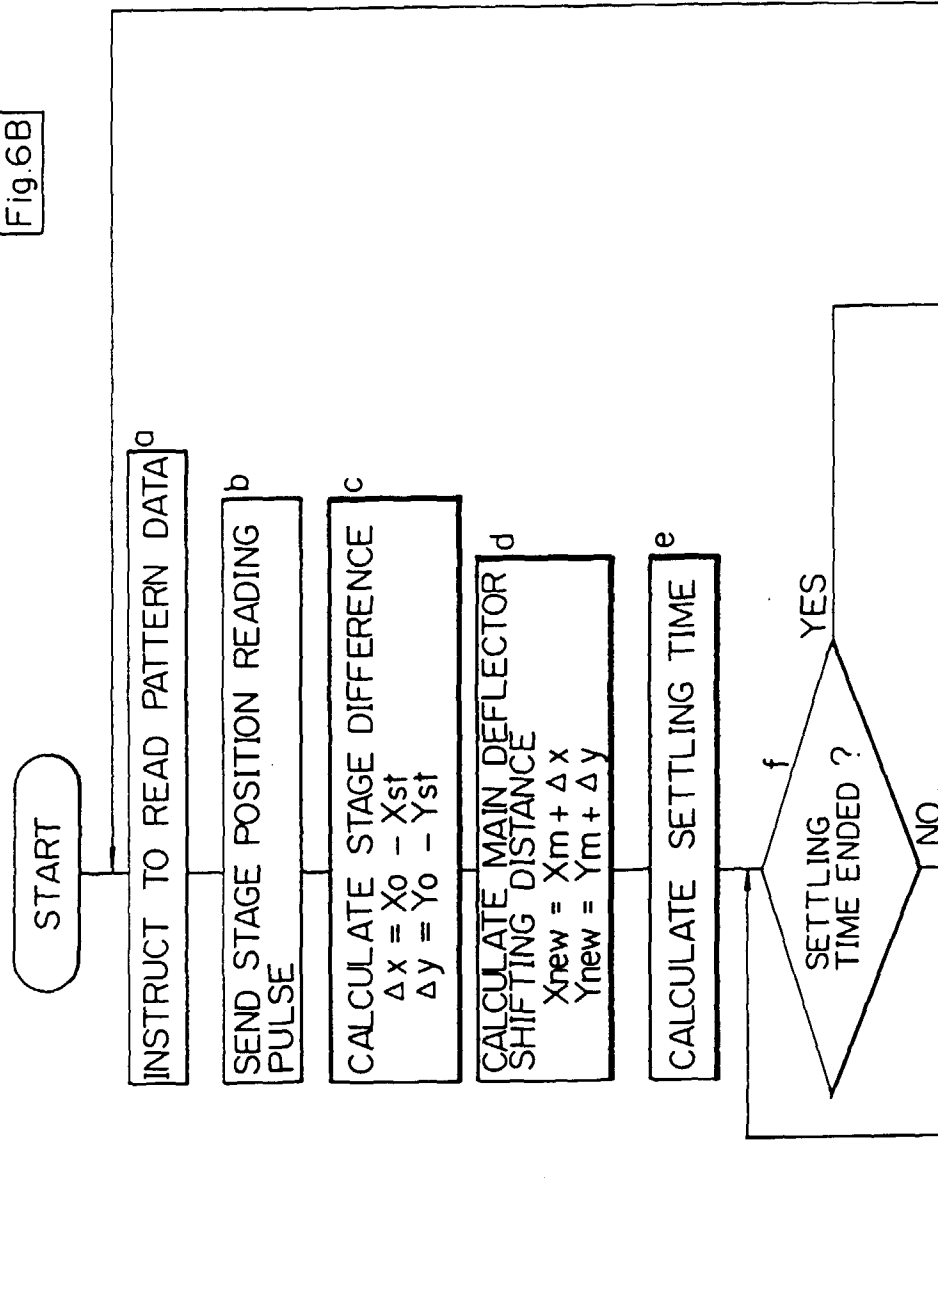 Fig.6B
START
INSTRUCT TO READ PATTERN DATA
a
SEND STAGE POSITION READING
PULSE
b
CALCULATE STAGE DIFFERENCE
Δx = Xo - Xst
Δy = Yo - Yst
c
CALCULATE MAIN DEFLECTOR
SHIFTING DISTANCE
Xnew = Xm + Δx
Ynew = Ym + Δy
d
CALCULATE SETTLING TIME
e
f
SETTLING
TIME ENDED ?
YES
NO